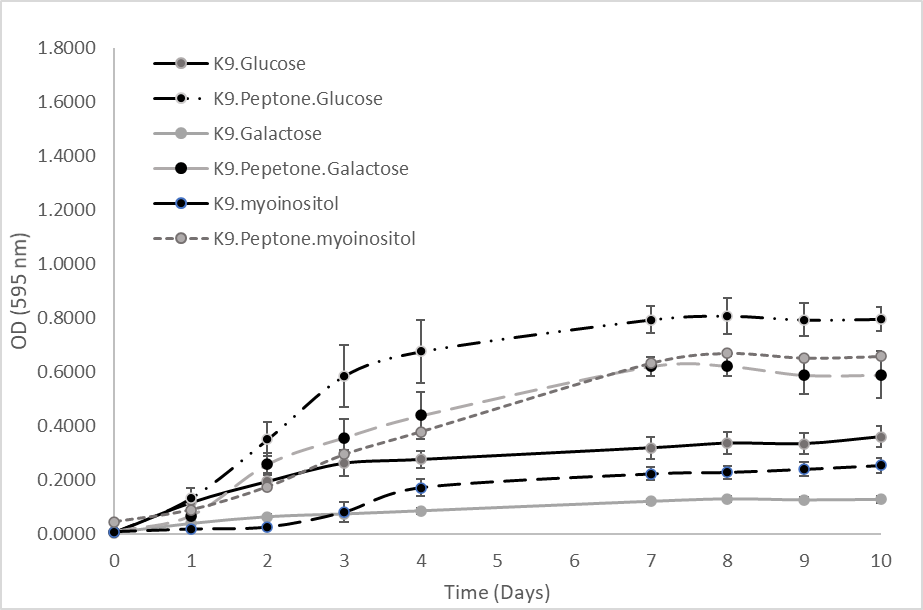 1.8000
1.6000
1.4000
1.2000
1.0000
0.8000
0.6000
0.4000
0.2000
0.0000
OD (595 nm)
K9.Glucose
K9.Peptone.Glucose
K9.Galactose
K9.Pepetone.Galactose
K9.myoinositol
K9.Peptone.myoinositol
0 1 2 3 4 5 6 7 8 9 10
Time (Days)